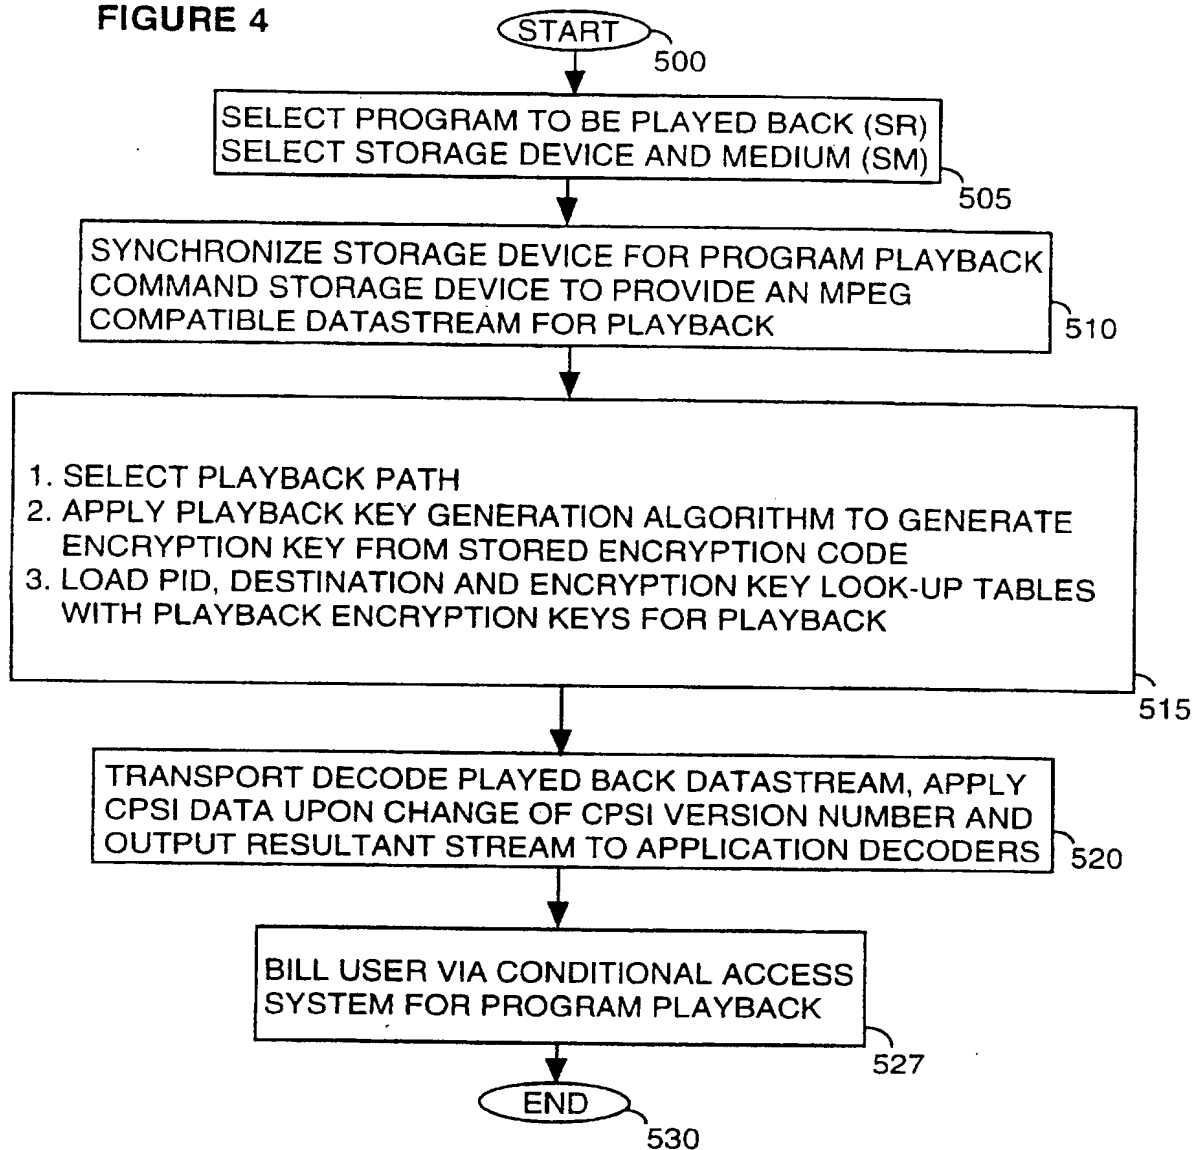 FIGURE 4
START
500
SELECT PROGRAM TO BE PLAYED BACK (SR)
SELECT STORAGE DEVICE AND MEDIUM (SM)
505
SYNCHRONIZE STORAGE DEVICE FOR PROGRAM PLAYBACK
COMMAND STORAGE DEVICE TO PROVIDE AN MPEG
COMPATIBLE DATASTREAM FOR PLAYBACK
510
1. SELECT PLAYBACK PATH
2. APPLY PLAYBACK KEY GENERATION ALGORITHM TO GENERATE
ENCRYPTION KEY FROM STORED ENCRYPTION CODE
3. LOAD PID, DESTINATION AND ENCRYPTION KEY LOOK-UP TABLES
WITH PLAYBACK ENCRYPTION KEYS FOR PLAYBACK
515
TRANSPORT DECODE PLAYED BACK DATASTREAM, APPLY
CPSI DATA UPON CHANGE OF CPSI VERSION NUMBER AND
OUTPUT RESULTANT STREAM TO APPLICATION DECODERS
520
BILL USER VIA CONDITIONAL ACCESS
SYSTEM FOR PROGRAM PLAYBACK
527
END
530